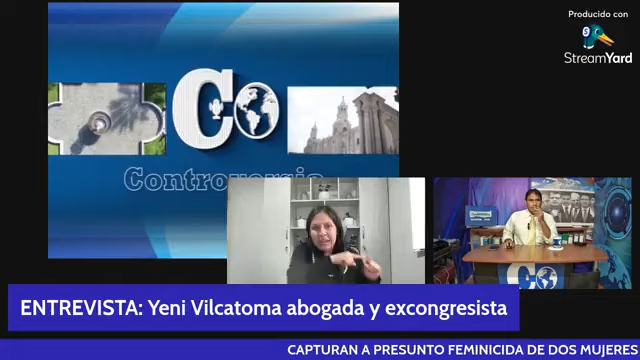 Producido con
StreamYard
CO
Controversia
ENTREVISTA: Yeni Vilcatoma abogada y excongresista
CAPTURAN A PRESUNTO FEMINICIDA DE DOS MUJERES